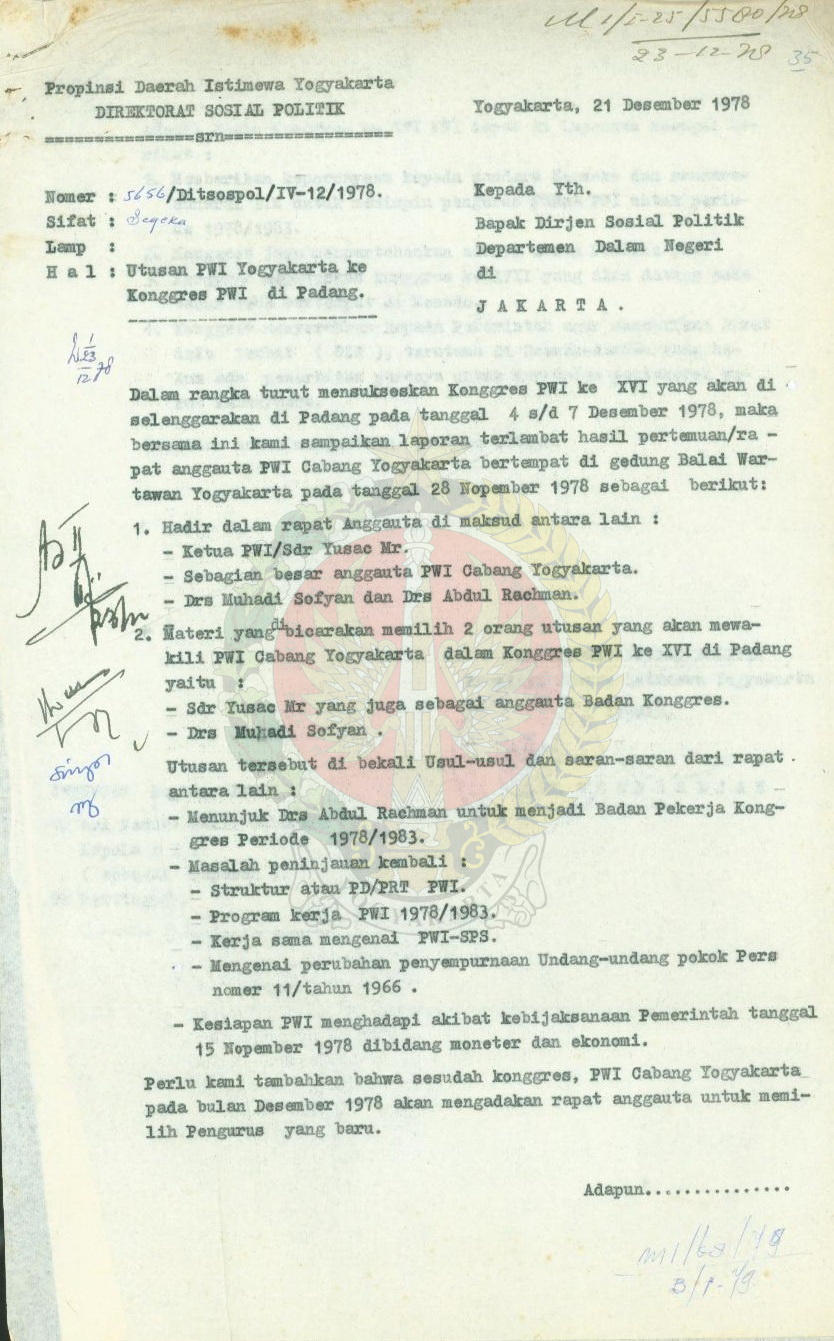 M1/I-25/5580/78
23-12-78
35
Propinsi Daerah Istimewa Yogyakarta
DIREKTORAT SOSIAL POLITIK
===============srn=================
Yogyakarta, 21 Desember 1978
Nomer : 5656/Ditsospol/IV-12/1978.
Sifat : Segera
Lamp :
H a l : Utusan PWI Yogyakarta ke
Konggres PWI di Padang.
--------------------------
Kepada Yth.
Bapak Dirjen Sosial Politik
Departemen Dalam Negeri
di
J A K A R T A .
Dalam rangka turut mensukseskan Konggres PWI ke XVI yang akan di
selenggarakan di Padang pada tanggal 4 s/d 7 Desember 1978, maka
bersama ini kami sampaikan laporan terlambat hasil pertemuan/ra -
pat anggauta PWI Cabang Yogyakarta bertempat di gedung Balai War-
tawan Yogyakarta pada tanggal 28 Nopember 1978 sebagai berikut:
1. Hadir dalam rapat Anggauta di maksud antara lain :
- Ketua PWI/Sdr Yusac Mr.
- Sebagian besar anggauta PWI Cabang Yogyakarta.
- Drs Muhadi Sofyan dan Drs Abdul Rachman.
2. Materi yang dibicarakan memilih 2 orang utusan yang akan mewa-
kili PWI Cabang Yogyakarta dalam Konggres PWI ke XVI di Padang
yaitu :
- Sdr Yusac Mr yang juga sebagai anggauta Badan Konggres.
- Drs Muhadi Sofyan .
Utusan tersebut di bekali Usul-usul dan saran-saran dari rapat
antara lain :
- Menunjuk Drs Abdul Rachman untuk menjadi Badan Pekerja Kong-
gres Periode 1978/1983.
- Masalah peninjauan kembali :
- Struktur atau PD/PRT PWI.
- Program kerja PWI 1978/1983.
- Kerja sama mengenai PWI-SPS.
- Mengenai perubahan penyempurnaan Undang-undang pokok Pers
nomer 11/tahun 1966 .
- Kesiapan PWI menghadapi akibat kebijaksanaan Pemerintah tanggal
15 Nopember 1978 dibidang moneter dan ekonomi.
Perlu kami tambahkan bahwa sesudah konggres, PWI Cabang Yogyakarta
pada bulan Desember 1978 akan mengadakan rapat anggauta untuk memi-
lih Pengurus yang baru.
Adapun...............
M1/68/79
3/1-79
YOGYAKARTA